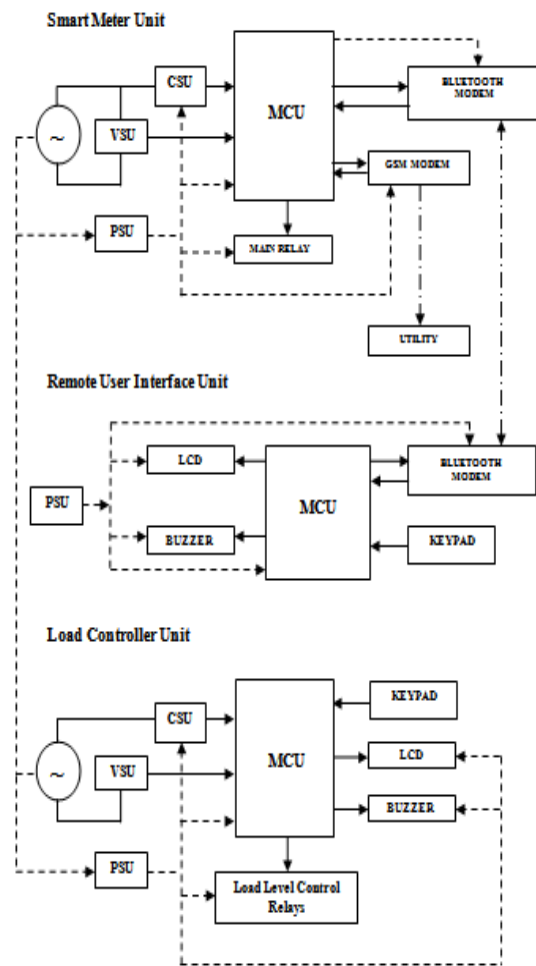 Smart Meter Unit
CSU
MCU
BLUETOOTH
MODEM
~
VSU
GSM MODEM
PSU
MAIN RELAY
UTILITY
Remote User Interface Unit
LCD
MCU
BLUETOOTH
MODEM
PSU
BUZZER
KEYPAD
Load Controller Unit
CSU
MCU
KEYPAD
~
VSU
LCD
BUZZER
PSU
Load Level Control
Relays